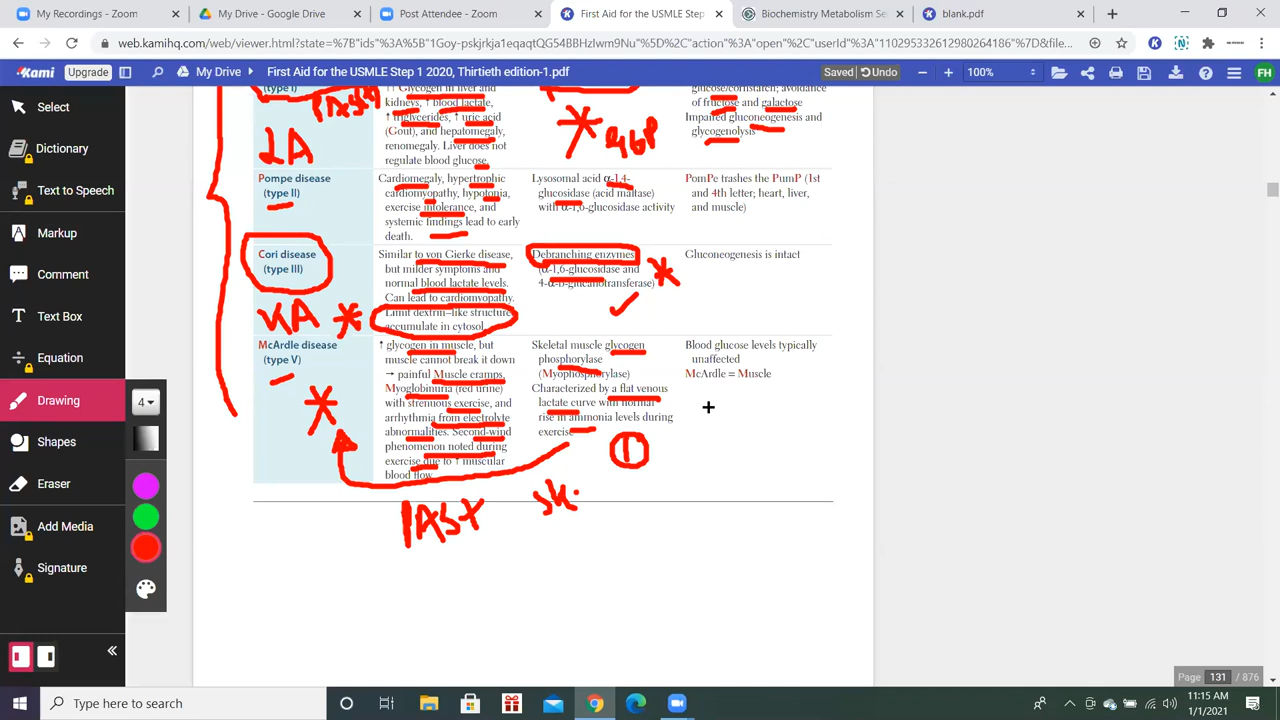 My Recordings - Zoom
My Drive - Google Drive
Post Attendee - Zoom
First Aid for the USMLE Step
Biochemistry Metabolism Se
blank.pdf
web.kamihq.com/web/viewer.html?state=%7B"ids"%3A%5B"1Goy-pskjrkja1eqaqtQG54BBHzIwm9Nu"%5D%2C"action"%3A"open"%2C"userId"%3A"110295332612980264186"%7D&file...
Kami
Upgrade
My Drive
First Aid for the USMLE Step 1 2020, Thirtieth edition-1.pdf
Saved
Undo
100%
FH
Select
Dictionary
Text to Speech
Markup
Comment
Text Box
Equation
Drawing
Shapes
Eraser
Add Media
Signature
4
(type I)
↑↑ Glycogen in liver and
kidneys, ↑ blood lactate,
↑ triglycerides, ↑ uric acid
(Gout), and hepatomegaly,
renomegaly. Liver does not
regulate blood glucose.
glucose/cornstarch; avoidance
of fructose and galactose
Impaired gluconeogenesis and
glycogenolysis
G6P
Pompe disease
(type II)
Cardiomegaly, hypertrophic
cardiomyopathy, hypotonia,
exercise intolerance, and
systemic findings lead to early
death.
Lysosomal acid α-1,4-
glucosidase (acid maltase)
with α-1,6-glucosidase activity
PomPe trashes the PumP (1st
and 4th letter; heart, liver,
and muscle)
Cori disease
(type III)
Similar to von Gierke disease,
but milder symptoms and
normal blood lactate levels.
Can lead to cardiomyopathy.
Limit dextrin–like structures
accumulate in cytosol.
Debranching enzymes
(α-1,6-glucosidase and
4-α-D-glucanotransferase)
Gluconeogenesis is intact
McArdle disease
(type V)
↑ glycogen in muscle, but
muscle cannot break it down
→ painful Muscle cramps,
Myoglobinuria (red urine)
with strenuous exercise, and
arrhythmia from electrolyte
abnormalities. Second-wind
phenomenon noted during
exercise due to ↑ muscular
blood flow.
Skeletal muscle glycogen
phosphorylase
(Myophosphorylase)
Characterized by a flat venous
lactate curve with normal
rise in ammonia levels during
exercise
1
Blood glucose levels typically
unaffected
McArdle = Muscle
Page 131 / 876
Type here to search
11:15 AM
1/1/2021